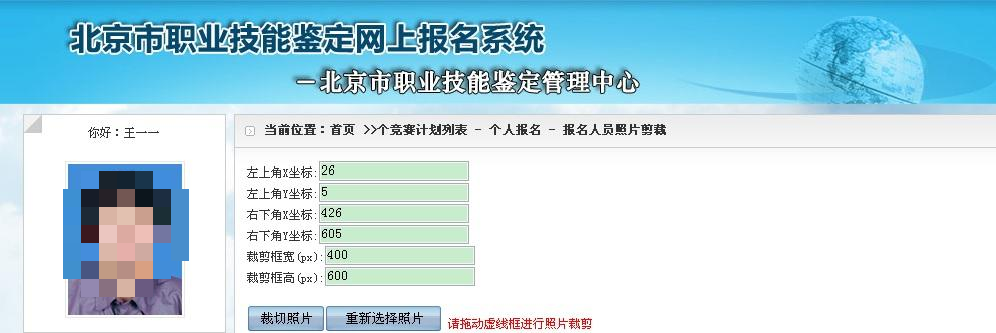 北京市职业技能鉴定网上报名系统
—北京市职业技能鉴定管理中心
你好：王一一
当前位置：首页 >>个竞赛计划列表 - 个人报名 - 报名人员照片剪裁
左上角X坐标: 26
左上角Y坐标: 5
右下角X坐标: 426
右下角Y坐标: 605
裁剪框宽(px): 400
裁剪框高(px): 600
裁切照片 重新选择照片 请拖动虚线框进行照片裁剪